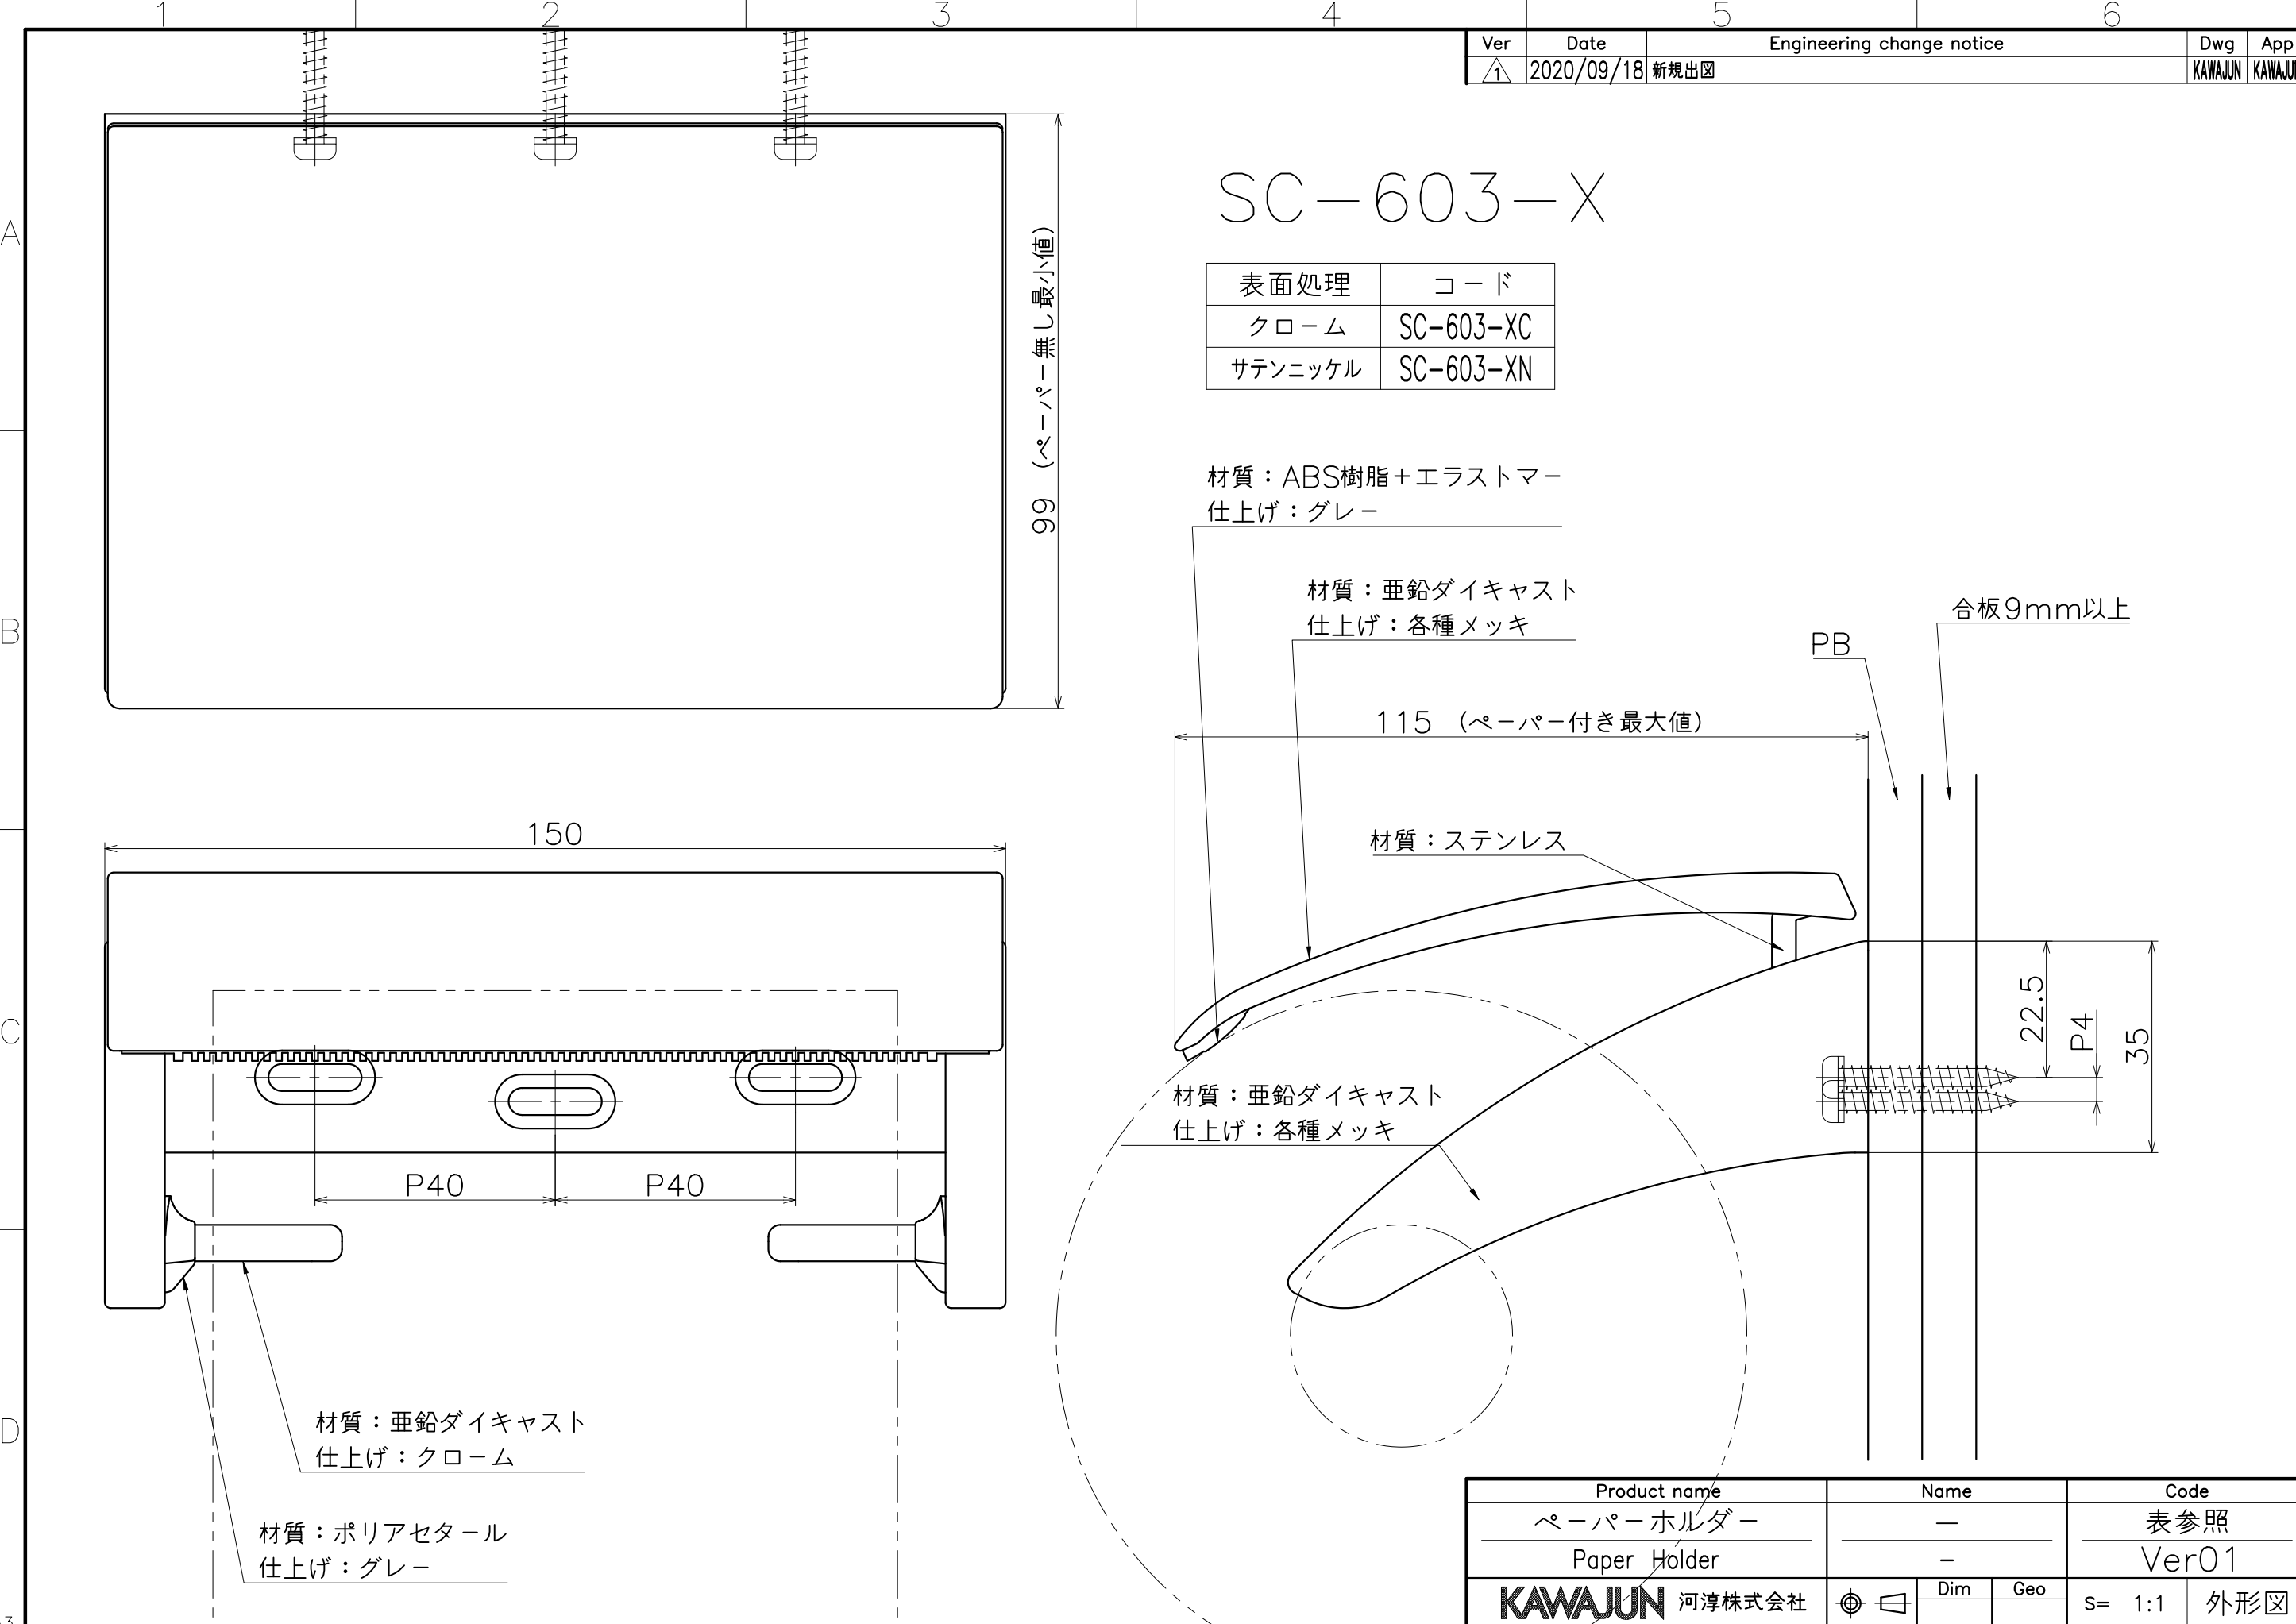 1 2 3 4 5 6
A
B
C
D
Ver Date Engineering change notice Dwg App
1 2020/09/18 新規出図 KAWAJUN KAWAJUN
SC-603-X
表面処理 コード
クローム SC-603-XC
サテンニッケル SC-603-XN
99 (ペーパー無し最小値)
材質：ABS樹脂＋エラストマー
仕上げ：グレー
材質：亜鉛ダイキャスト
仕上げ：各種メッキ
合板9mm以上
PB
115 (ペーパー付き最大値)
150
材質：ステンレス
22.5
P4
35
材質：亜鉛ダイキャスト
仕上げ：各種メッキ
P40 P40
材質：亜鉛ダイキャスト
仕上げ：クローム
材質：ポリアセタール
仕上げ：グレー
Product name Name Code
ペーパーホルダー — 表参照
Paper Holder - Ver01
KAWAJUN 河淳株式会社 Dim Geo S= 1:1 外形図
3